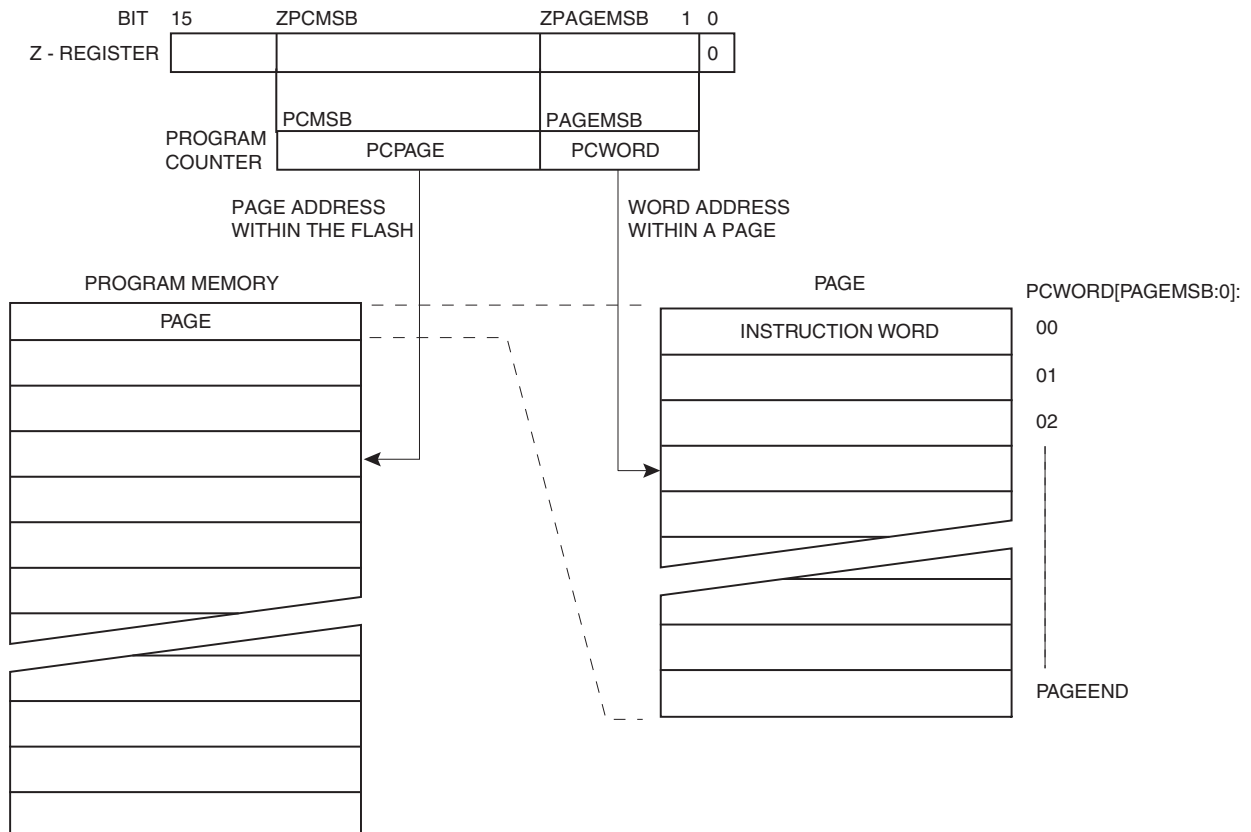 BIT 15 ZPCMSB ZPAGEMSB 1 0
Z - REGISTER 0
PCMSB PAGEMSB
PROGRAM
COUNTER
PCPAGE PCWORD
PAGE ADDRESS
WITHIN THE FLASH
WORD ADDRESS
WITHIN A PAGE
PROGRAM MEMORY
PAGE
PAGE
PCWORD[PAGEMSB:0]:
INSTRUCTION WORD
00
01
02
PAGEEND